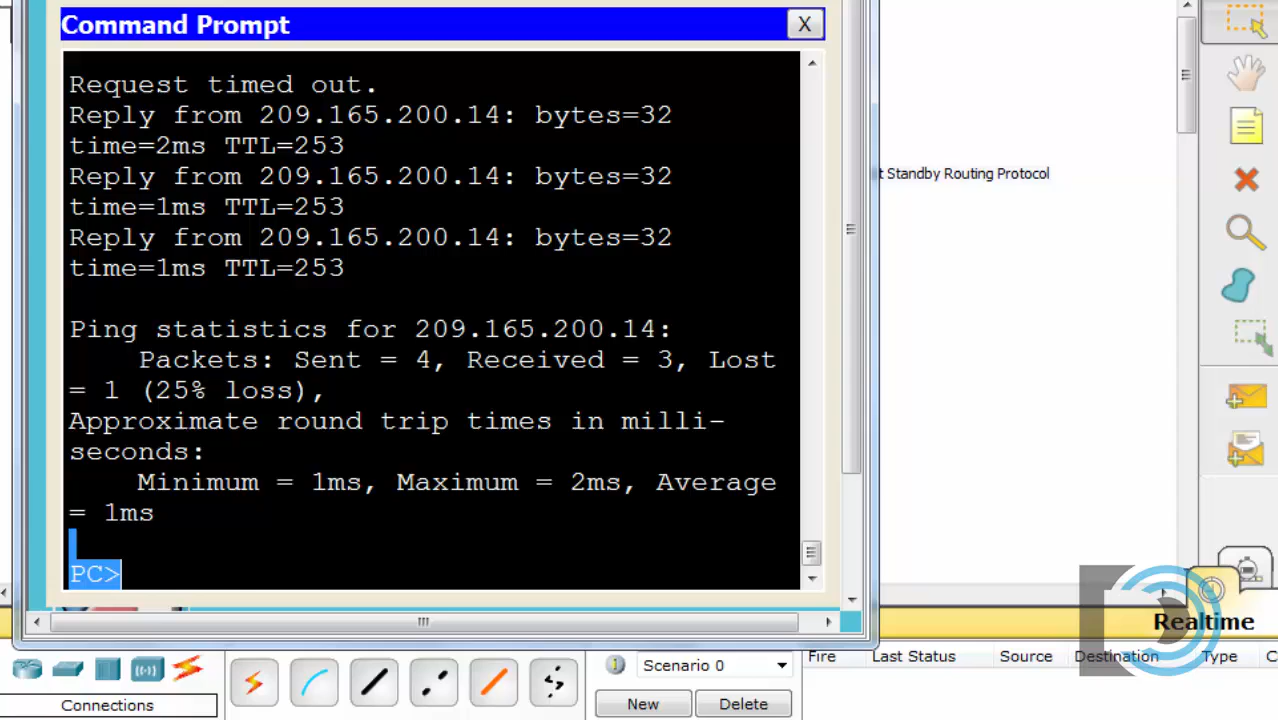 Command Prompt
X
Request timed out.
Reply from 209.165.200.14: bytes=32
time=2ms TTL=253
Reply from 209.165.200.14: bytes=32
time=1ms TTL=253
Reply from 209.165.200.14: bytes=32
time=1ms TTL=253
Ping statistics for 209.165.200.14:
Packets: Sent = 4, Received = 3, Lost
= 1 (25% loss),
Approximate round trip times in milli-
seconds:
Minimum = 1ms, Maximum = 2ms, Average
= 1ms
PC>
t Standby Routing Protocol
Realtime
Scenario 0
Fire Last Status Source Destination Type C
New Delete
Connections